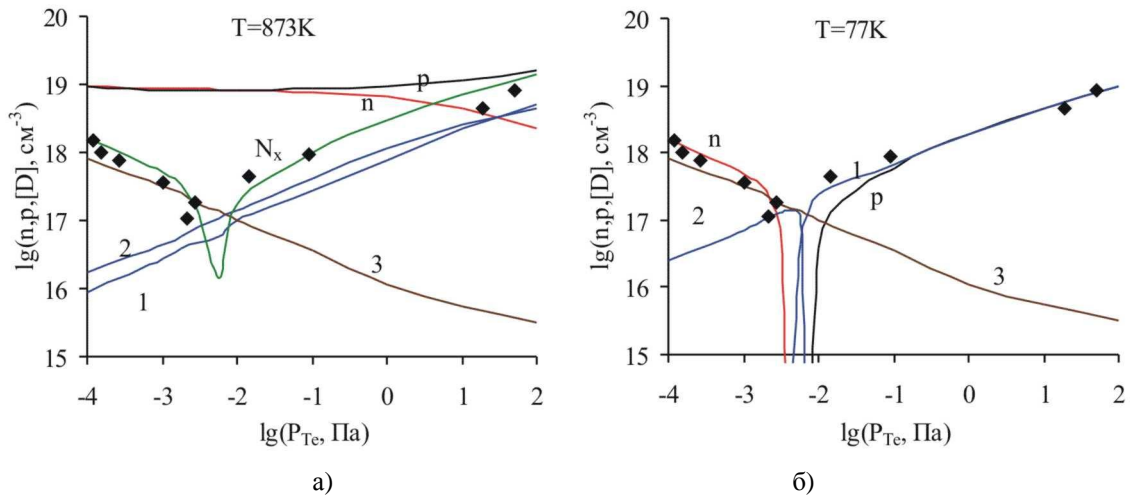 T=873K
lg(n,p,[D], см⁻³)
20
19
18
17
16
15
p
n
Nₓ
2
1
3
-4 -3 -2 -1 0 1 2
lg(P_Te, Па)
а)
T=77K
lg(n,p,[D], см⁻³)
20
19
18
17
16
15
n
1
p
2
3
-4 -3 -2 -1 0 1 2
lg(P_Te, Па)
б)